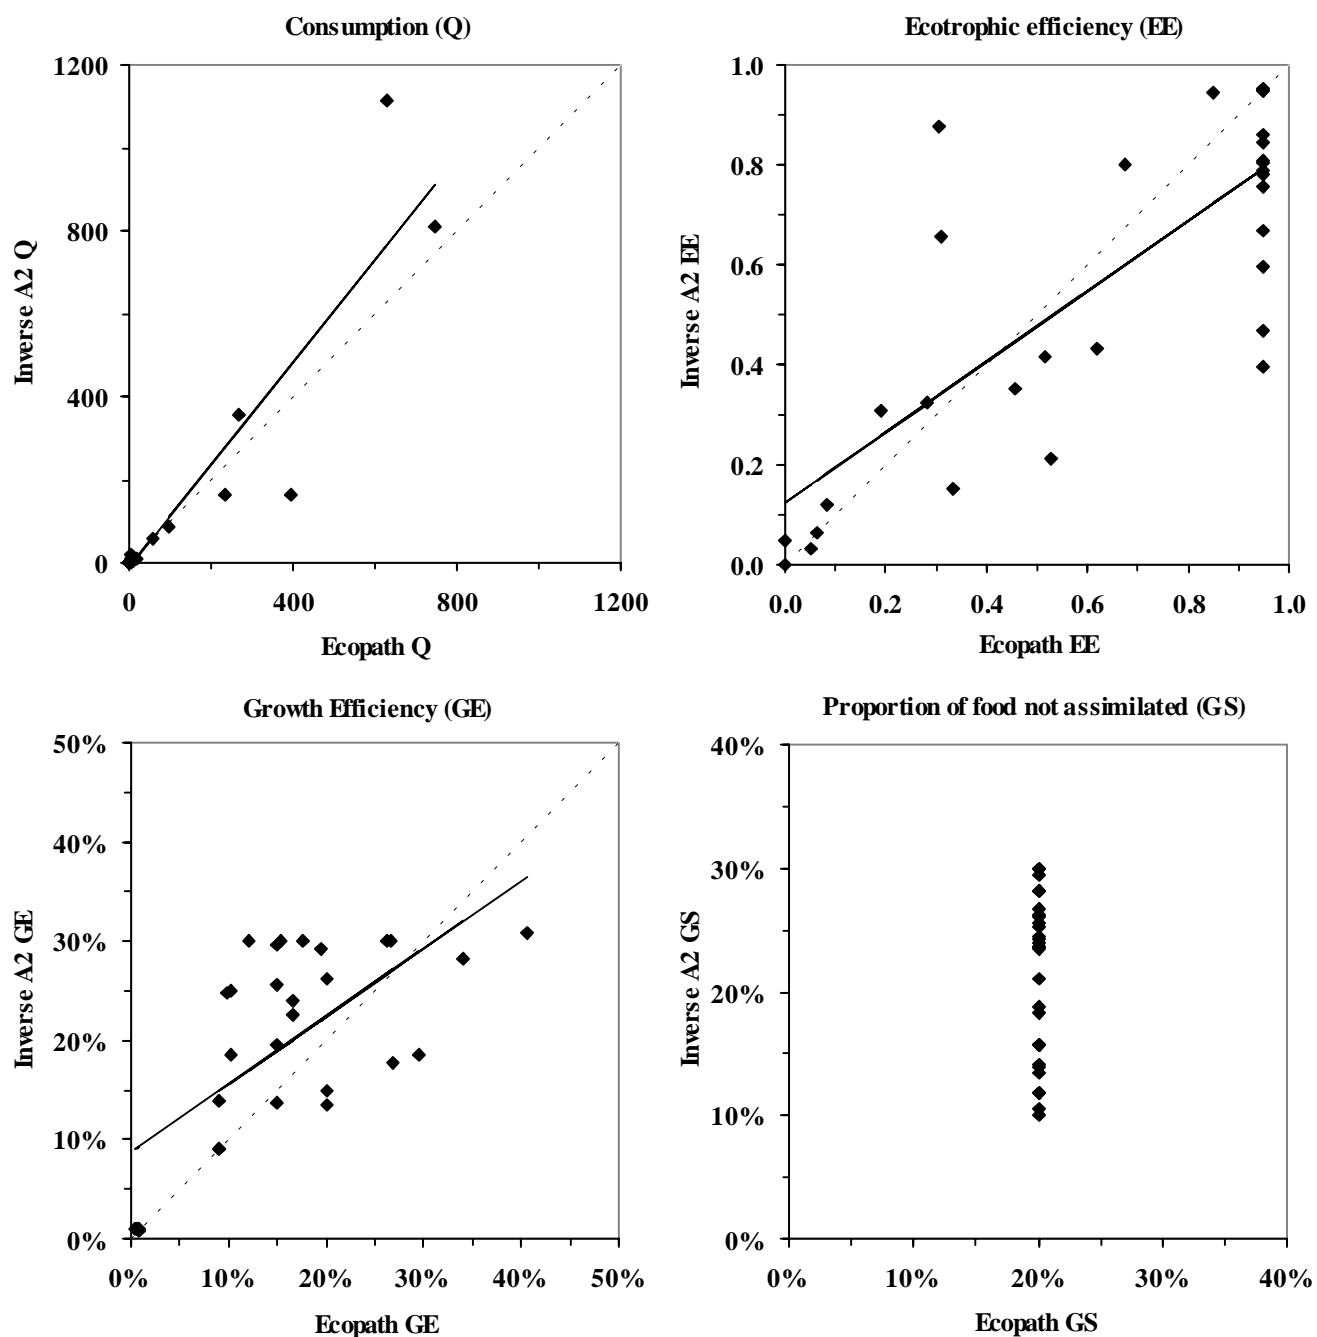 Consumption (Q)
1200
800
400
0
0 400 800 1200
Inverse A2 Q
Ecopath Q
Ecotrophic efficiency (EE)
1.0
0.8
0.6
0.4
0.2
0.0
0.0 0.2 0.4 0.6 0.8 1.0
Inverse A2 EE
Ecopath EE
Growth Efficiency (GE)
50%
40%
30%
20%
10%
0%
0% 10% 20% 30% 40% 50%
Inverse A2 GE
Ecopath GE
Proportion of food not assimilated (GS)
40%
30%
20%
10%
0%
0% 10% 20% 30% 40%
Inverse A2 GS
Ecopath GS